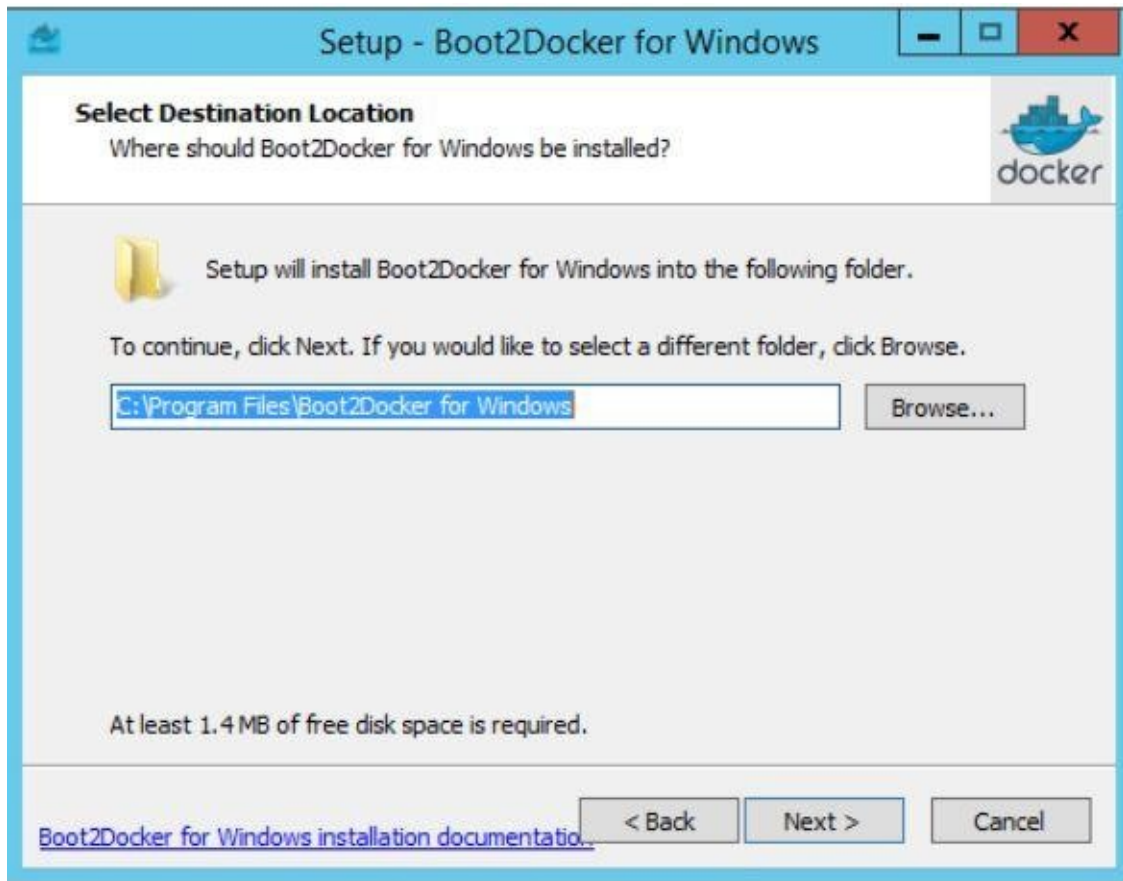 Setup - Boot2Docker for Windows
Select Destination Location
Where should Boot2Docker for Windows be installed?
docker
Setup will install Boot2Docker for Windows into the following folder.
To continue, click Next. If you would like to select a different folder, click Browse.
C:\Program Files\Boot2Docker for Windows
Browse...
At least 1.4 MB of free disk space is required.
Boot2Docker for Windows installation documentation
< Back
Next >
Cancel